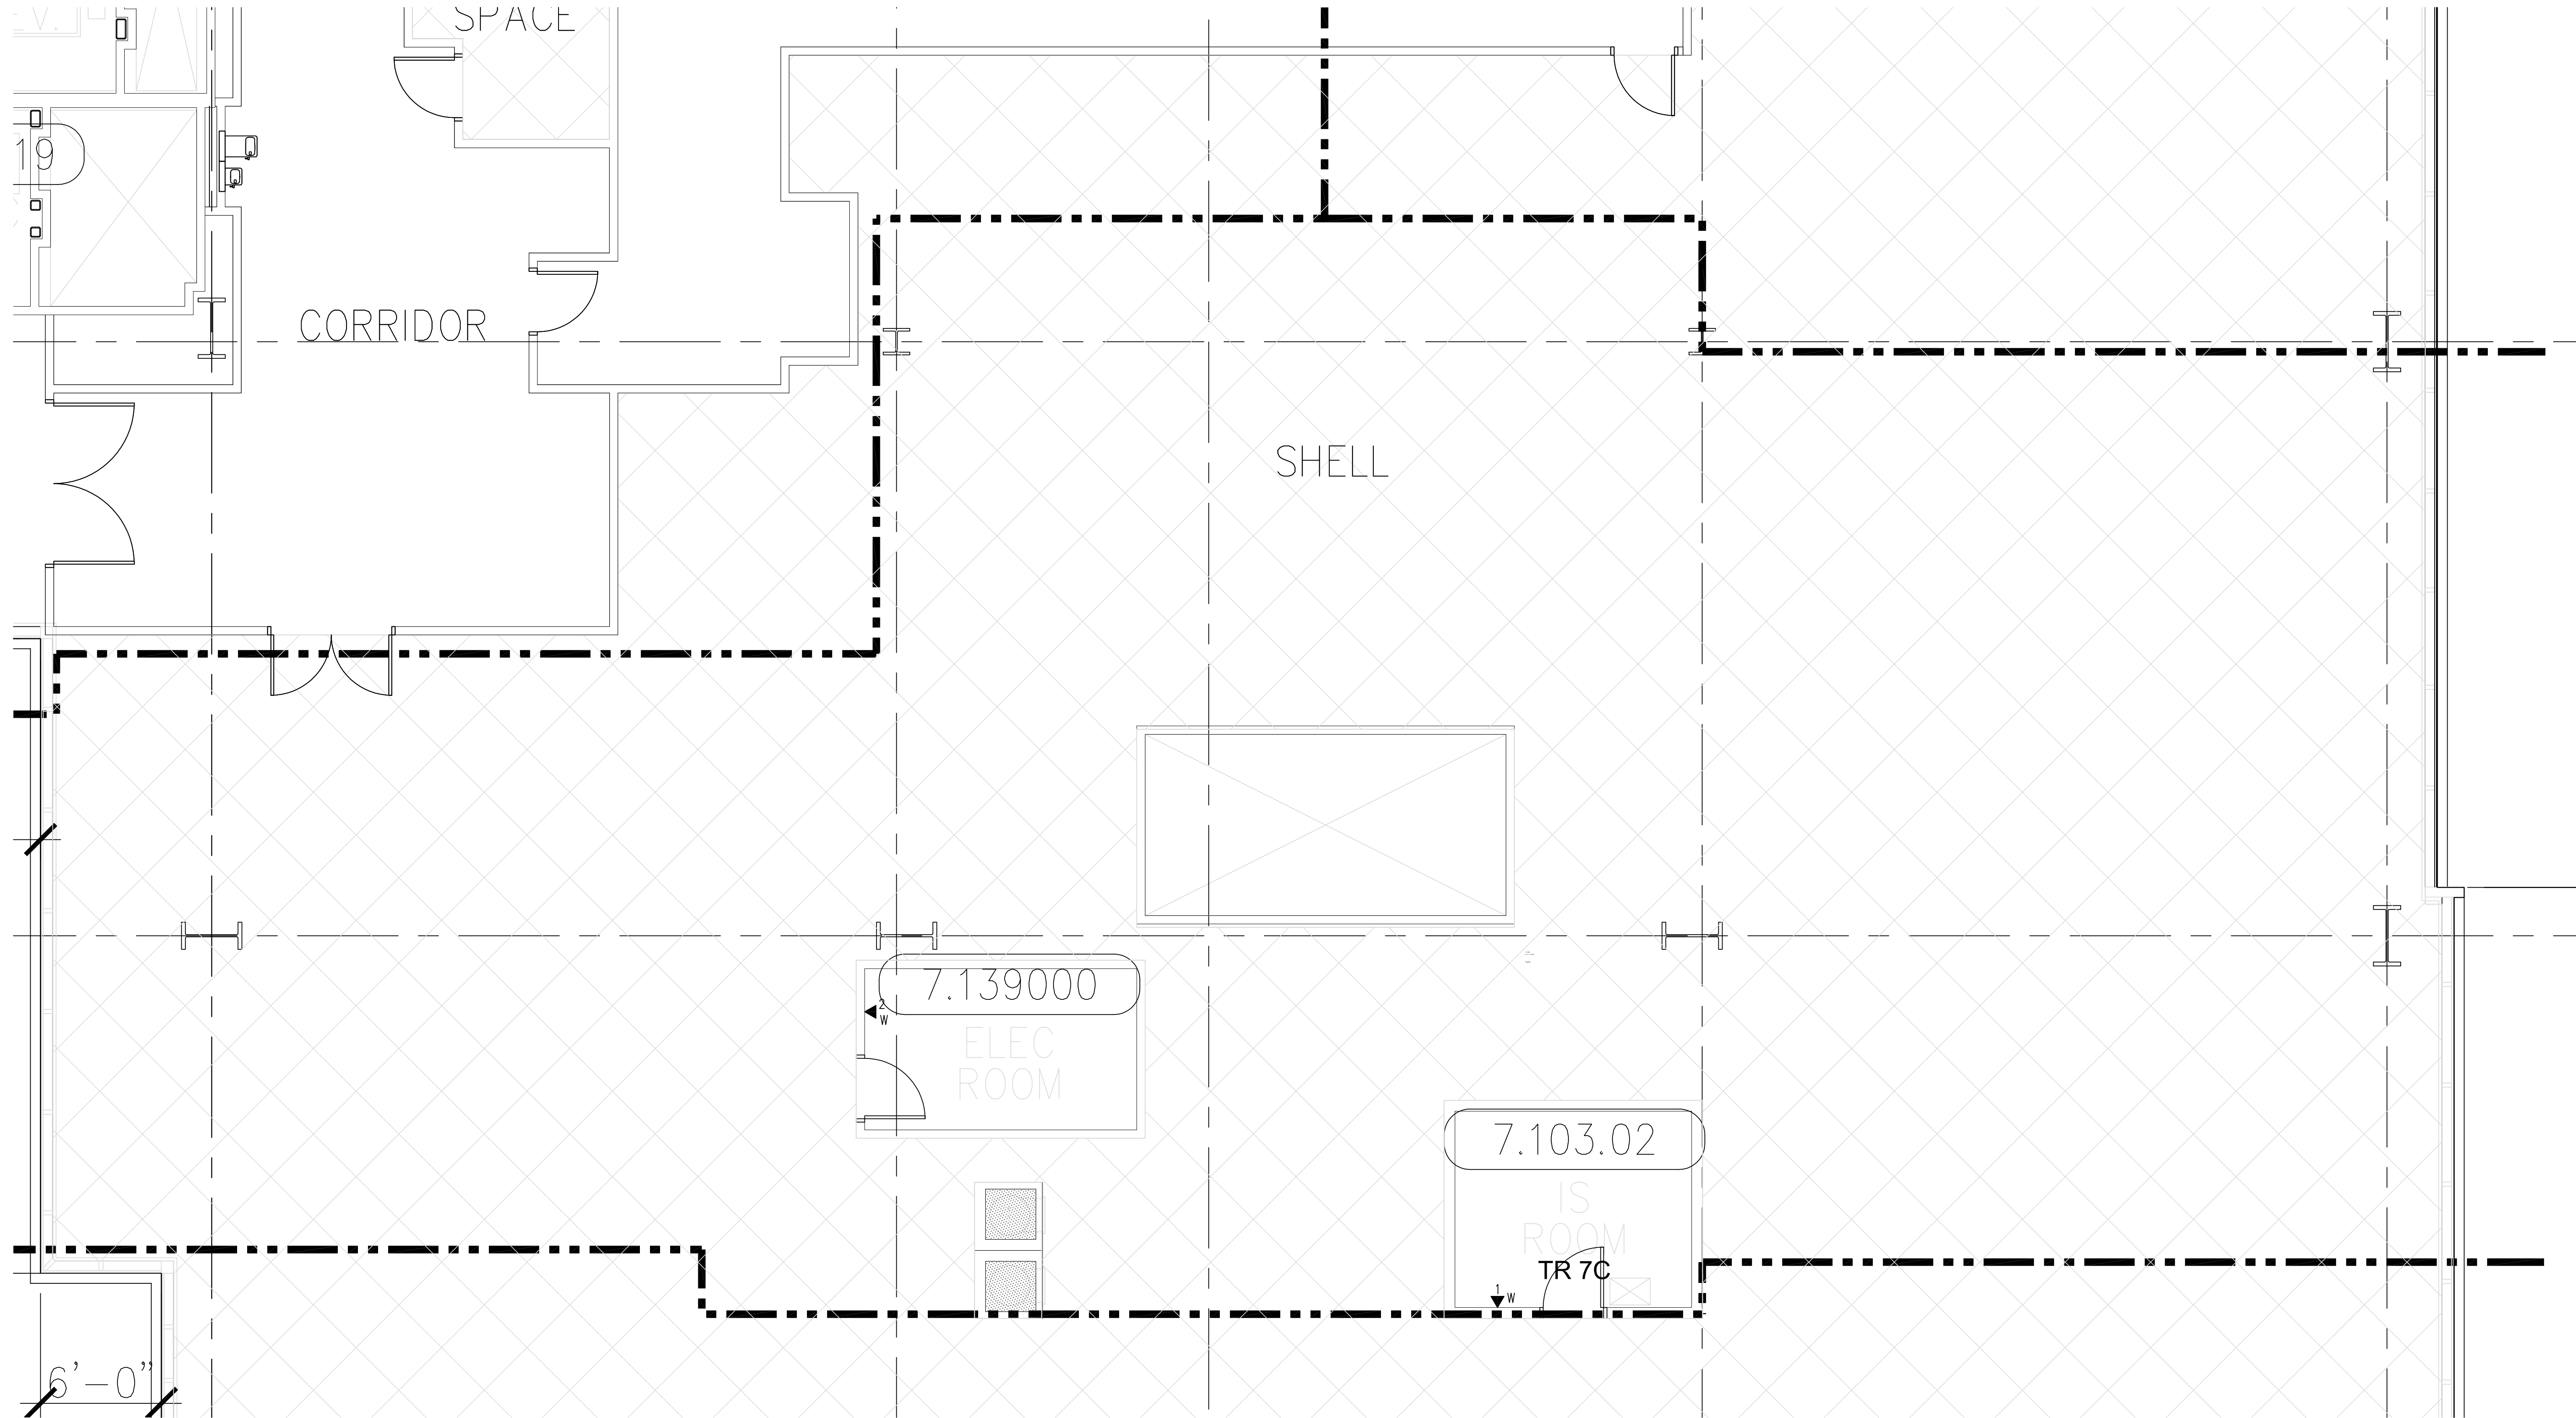 SPACE
19
CORRIDOR
SHELL
7.139000
2
W
ELEC
ROOM
7.103.02
IS
ROOM
TR 7C
1
W
6'-0"